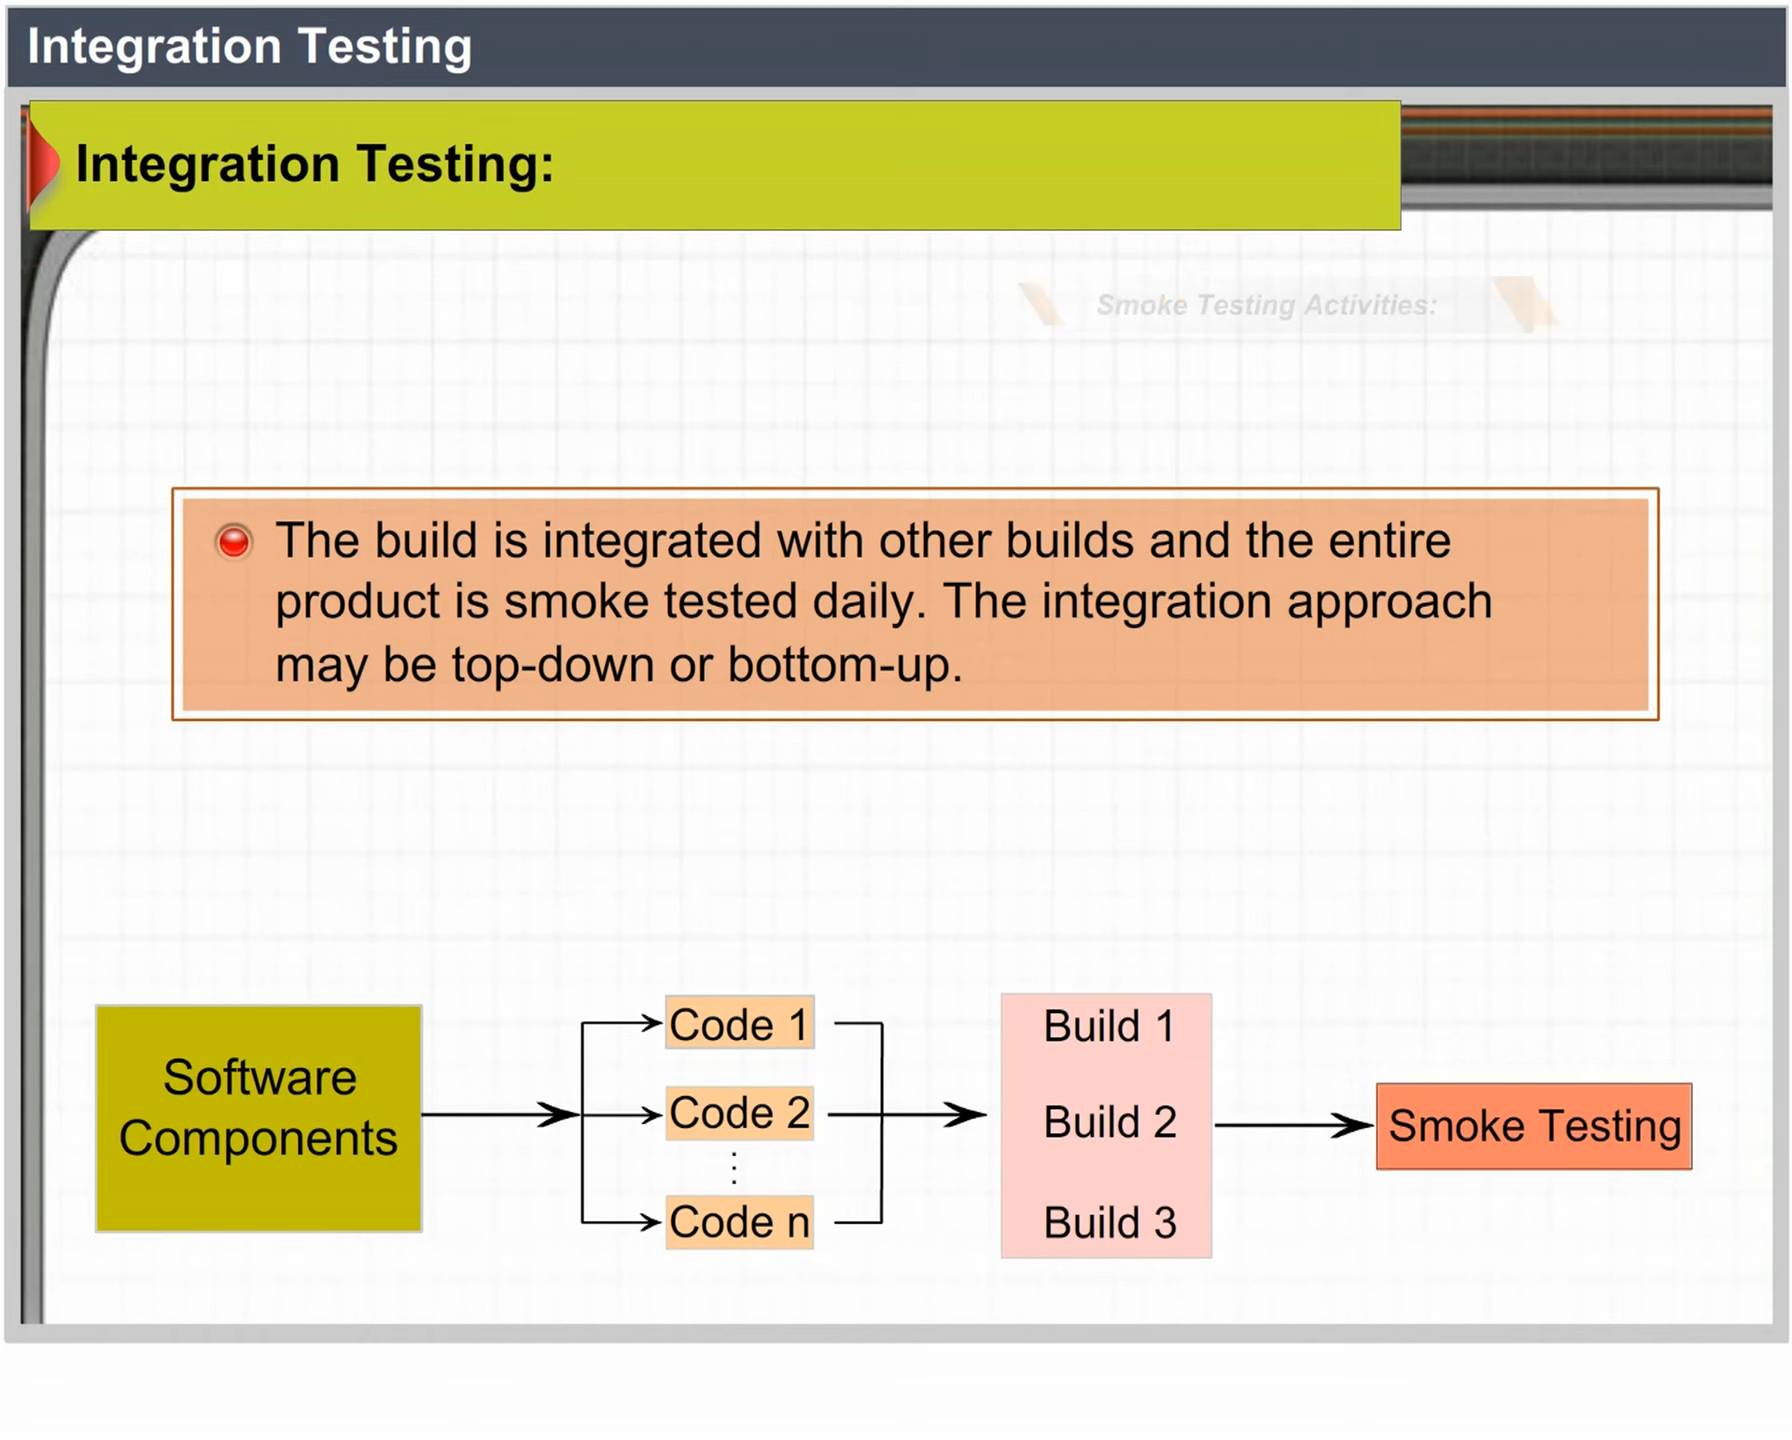 Integration Testing
Integration Testing:
Smoke Testing Activities:
The build is integrated with other builds and the entire
product is smoke tested daily. The integration approach
may be top-down or bottom-up.
Software
Components
Code 1
Code 2
Code n
Build 1
Build 2
Build 3
Smoke Testing